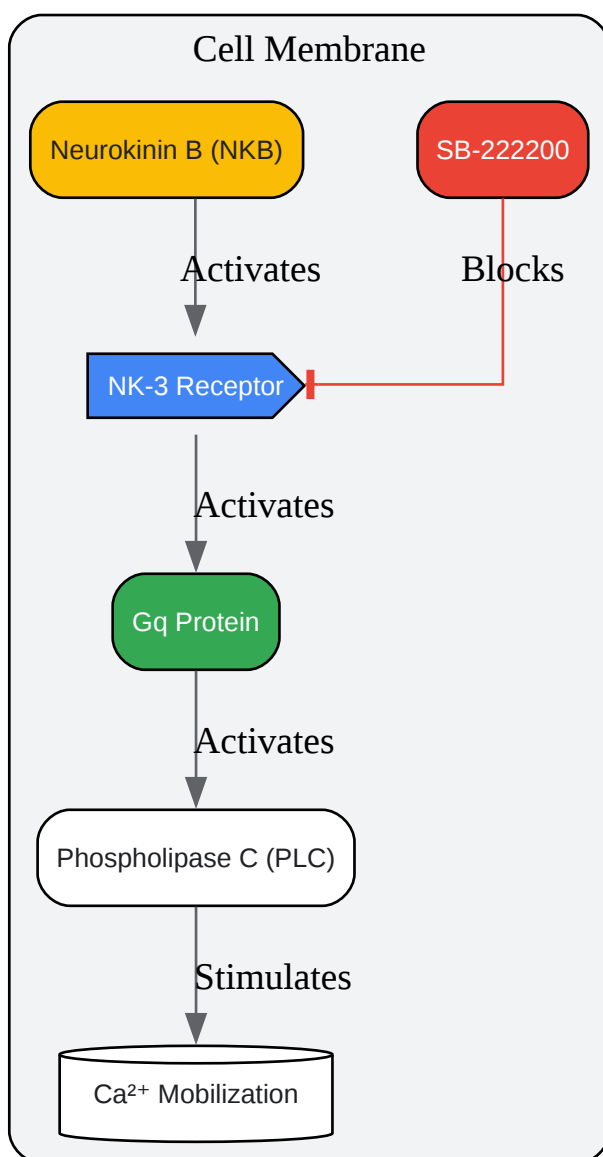 Cell Membrane
Neurokinin B (NKB)
SB-222200
Activates
Blocks
NK-3 Receptor
Activates
Gq Protein
Activates
Phospholipase C (PLC)
Stimulates
Ca²⁺ Mobilization